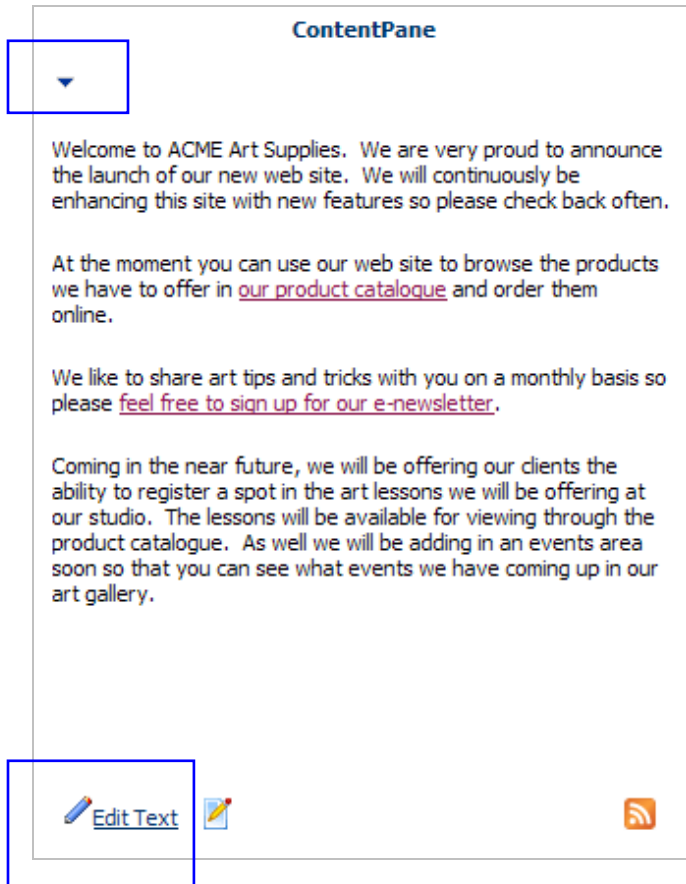 ContentPane
Welcome to ACME Art Supplies.  We are very proud to announce
the launch of our new web site.  We will continuously be
enhancing this site with new features so please check back often.
At the moment you can use our web site to browse the products
we have to offer in our product catalogue and order them
online.
We like to share art tips and tricks with you on a monthly basis so
please feel free to sign up for our e-newsletter.
Coming in the near future, we will be offering our clients the
ability to register a spot in the art lessons we will be offering at
our studio.  The lessons will be available for viewing through the
product catalogue.  As well we will be adding in an events area
soon so that you can see what events we have coming up in our
art gallery.
Edit Text